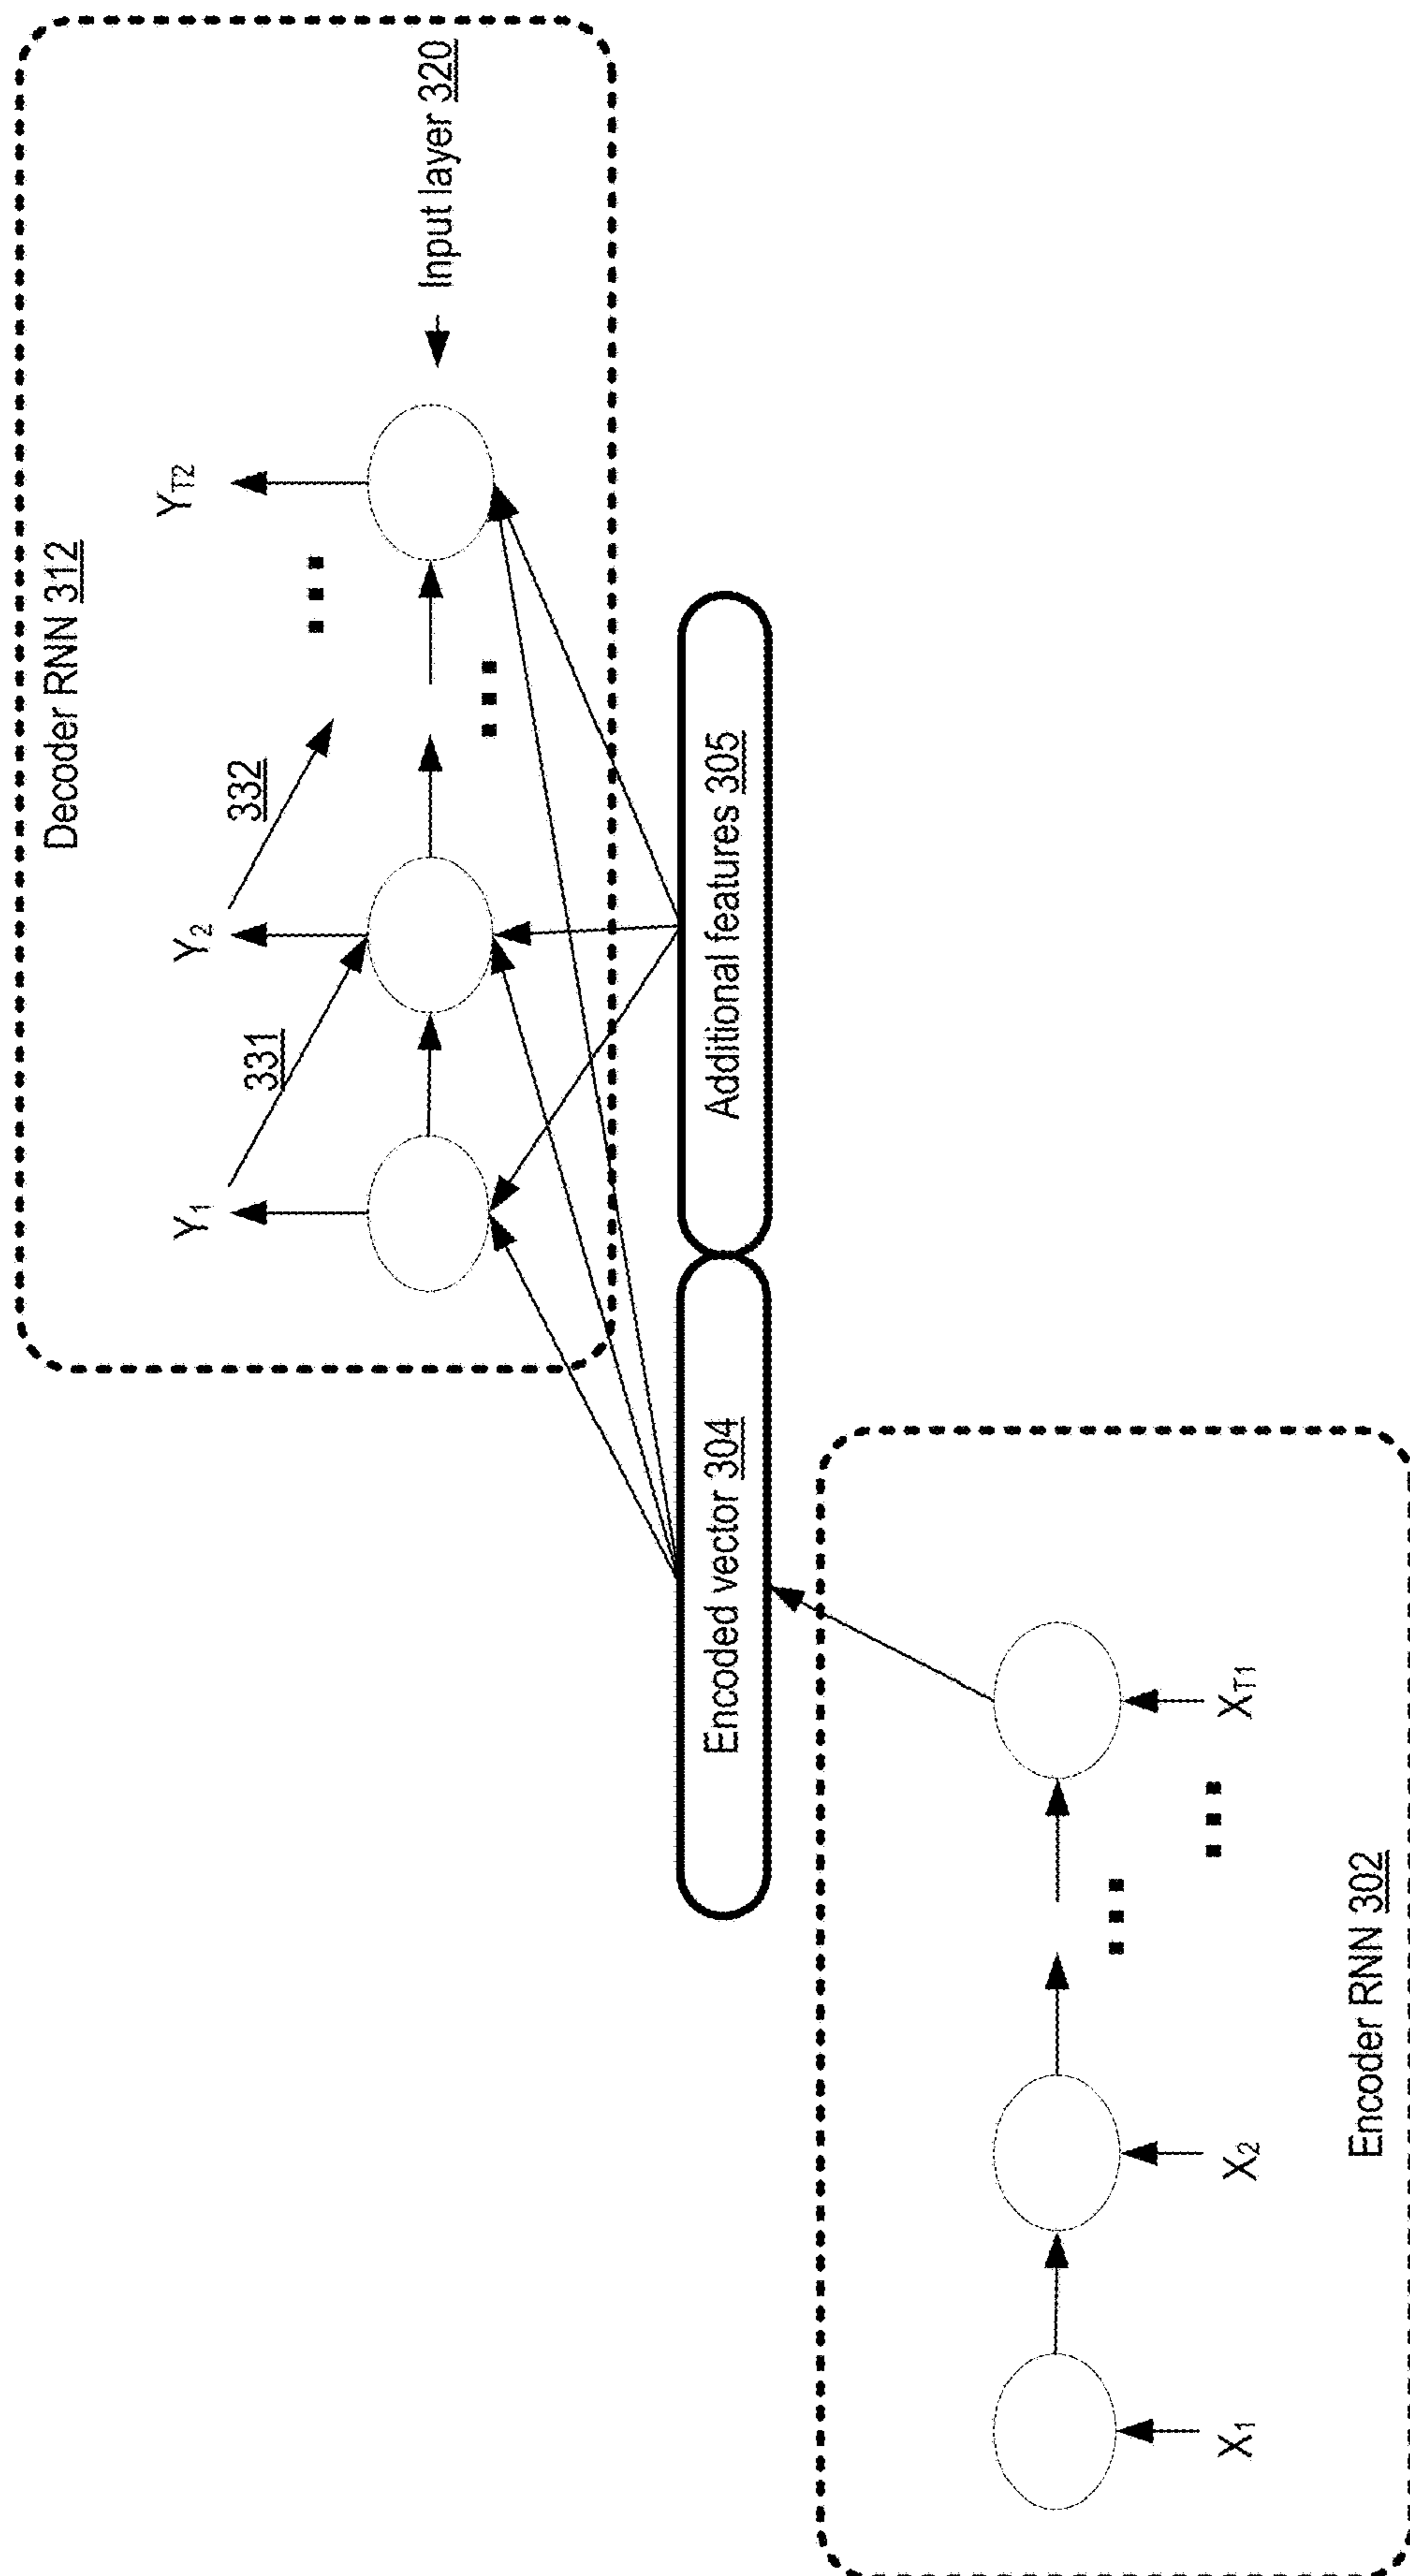 Decoder RNN 312
Y1
Y2
YT2
331
332
Input layer 320
Encoded vector 304
Additional features 305
X1
X2
XT1
Encoder RNN 302